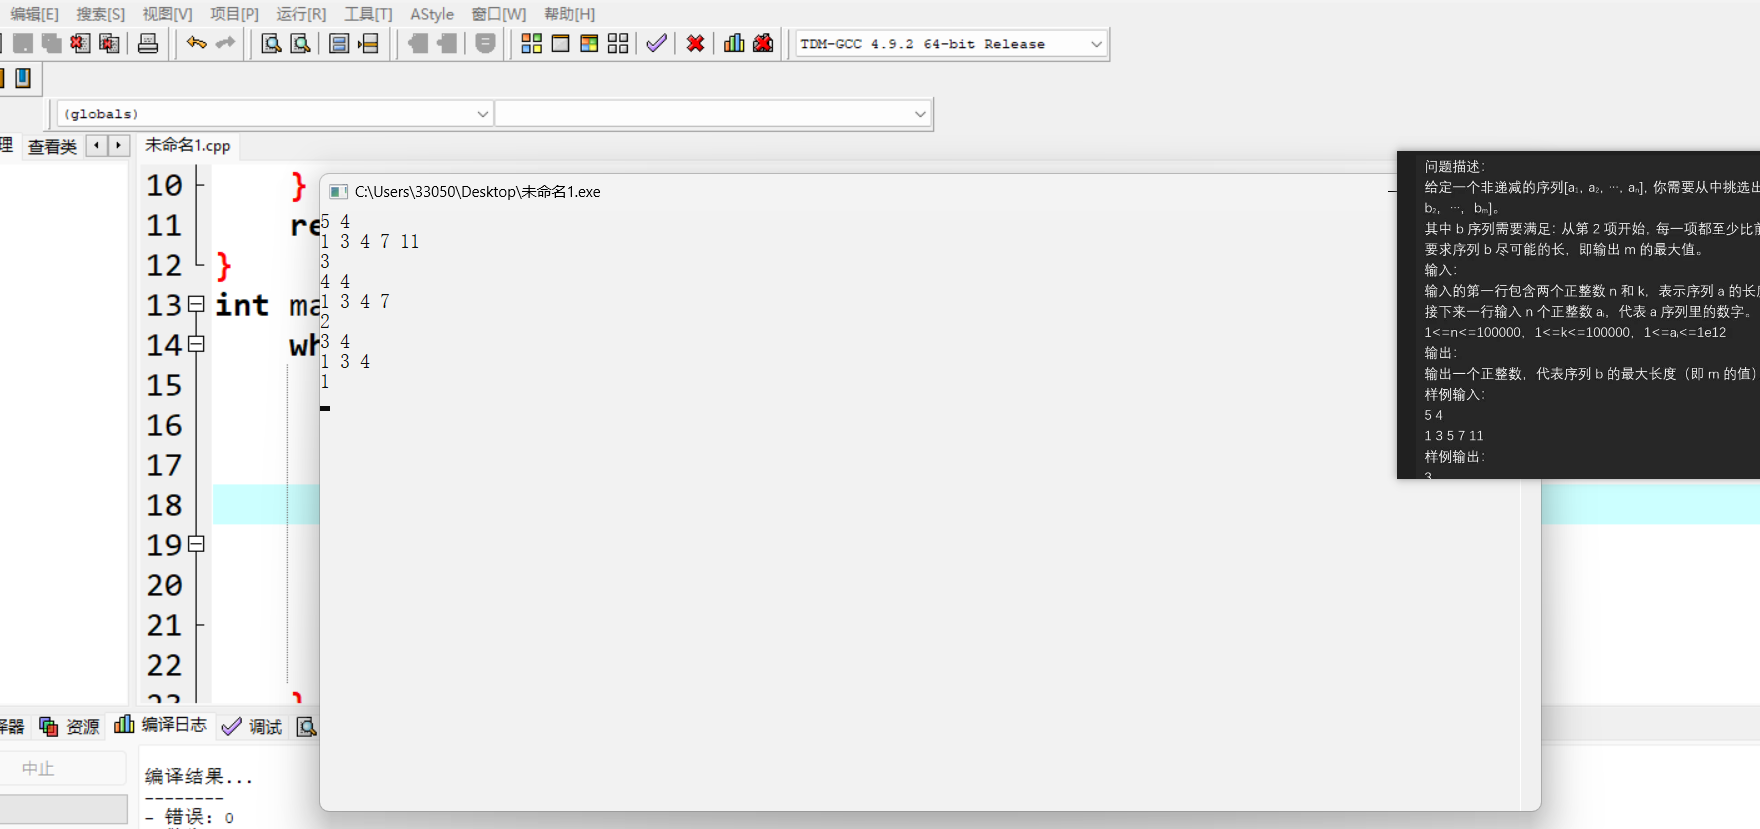 编辑[E] 搜索[S] 视图[V] 项目[P] 运行[R] 工具[T] AStyle 窗口[W] 帮助[H]
TDM-GCC 4.9.2 64-bit Release
(globals)
理 查看类 未命名1.cpp
10 }
11 re
12 }
13 int ma
14 wh
15
16
17
18
19
20
21
22
23 }
C:\Users\33050\Desktop\未命名1.exe
5 4
1 3 4 7 11
3
4 4
1 3 4 7
2
3 4
1 3 4
1
问题描述：
给定一个非递减的序列[a₁, a₂, ···, aₙ], 你需要从中挑选出
b₂, ···, bₘ]。
其中 b 序列需要满足：从第 2 项开始，每一项都至少比前
要求序列 b 尽可能的长，即输出 m 的最大值。
输入：
输入的第一行包含两个正整数 n 和 k，表示序列 a 的长度
接下来一行输入 n 个正整数 aᵢ，代表 a 序列里的数字。
1<=n<=100000，1<=k<=100000，1<=aᵢ<=1e12
输出：
输出一个正整数，代表序列 b 的最大长度（即 m 的值）
样例输入：
5 4
1 3 5 7 11
样例输出：
3
译器 资源 编译日志 调试
中止
编译结果...
--------
- 错误: 0